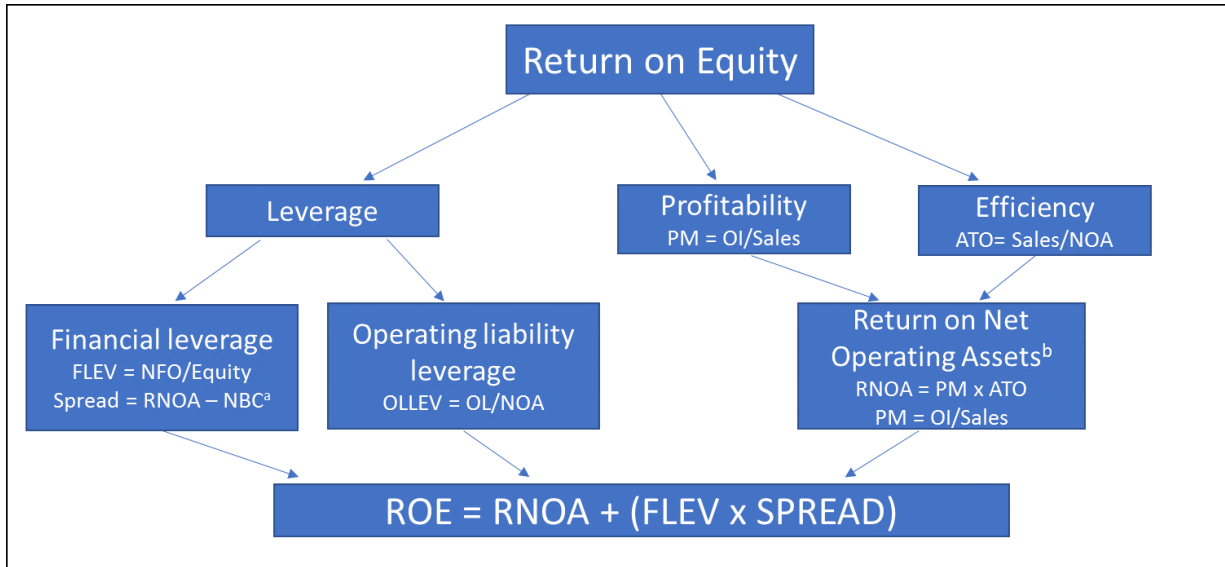 Return on Equity
Leverage
Profitability
PM = OI/Sales
Efficiency
ATO= Sales/NOA
Financial leverage
FLEV = NFO/Equity
Spread = RNOA – NBCᵃ
Operating liability
leverage
OLLEV = OL/NOA
Return on Net
Operating Assetsᵇ
RNOA = PM x ATO
PM = OI/Sales
ROE = RNOA + (FLEV x SPREAD)